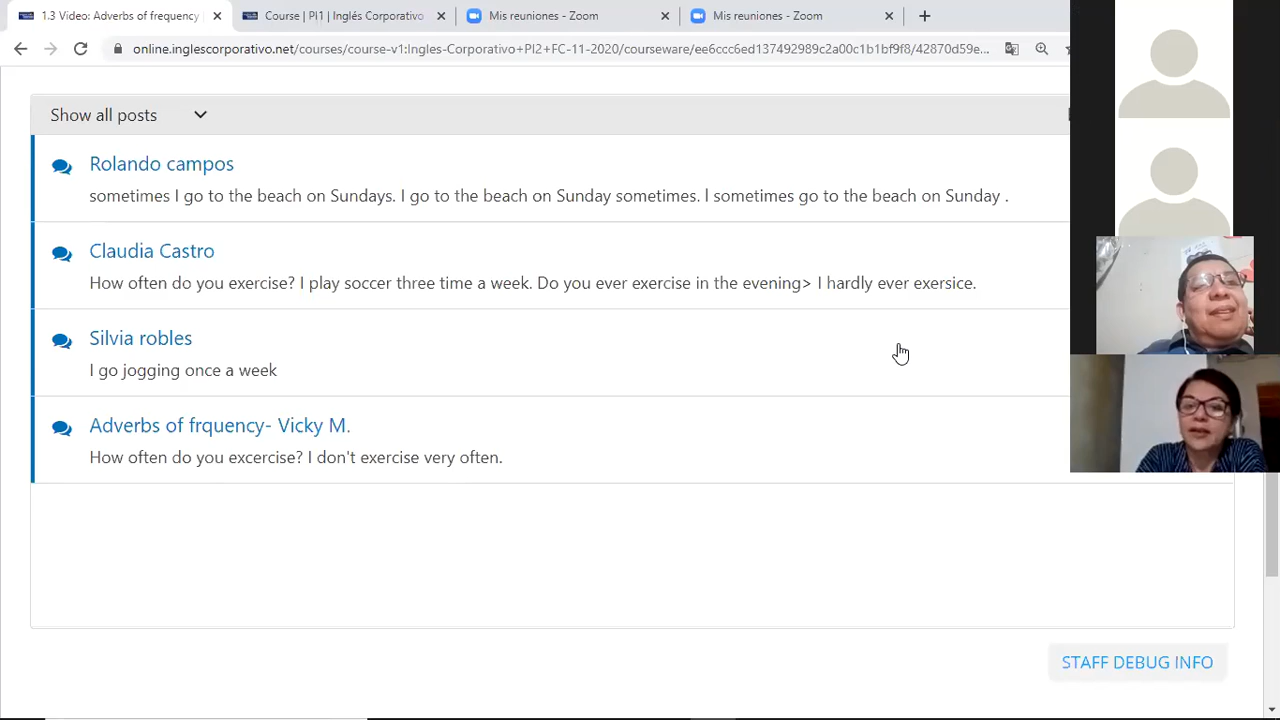 1.3 Video: Adverbs of frequency
Course | PI1 | Inglés Corporativo
Mis reuniones - Zoom
Mis reuniones - Zoom
online.inglescorporativo.net/courses/course-v1:Ingles-Corporativo+PI2+FC-11-2020/courseware/ee6ccc6ed137492989c2a00c1b1bf9f8/42870d59e...
Show all posts
Rolando campos
sometimes I go to the beach on Sundays. I go to the beach on Sunday sometimes. I sometimes go to the beach on Sunday .
Claudia Castro
How often do you exercise? I play soccer three time a week. Do you ever exercise in the evening> I hardly ever exersice.
Silvia robles
I go jogging once a week
Adverbs of frquency- Vicky M.
How often do you excercise? I don't exercise very often.
STAFF DEBUG INFO